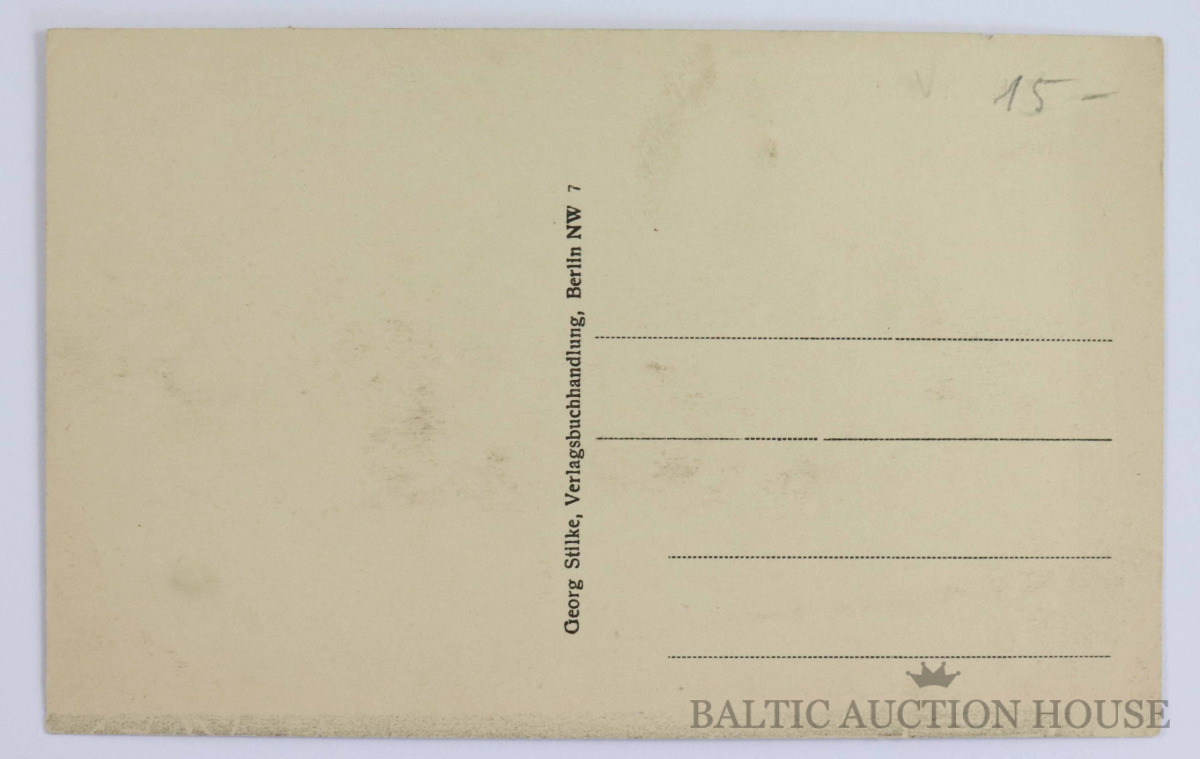 15 –
Georg Stilke, Verlagsbuchhandlung, Berlin NW 7
BALTIC AUCTION HOUSE